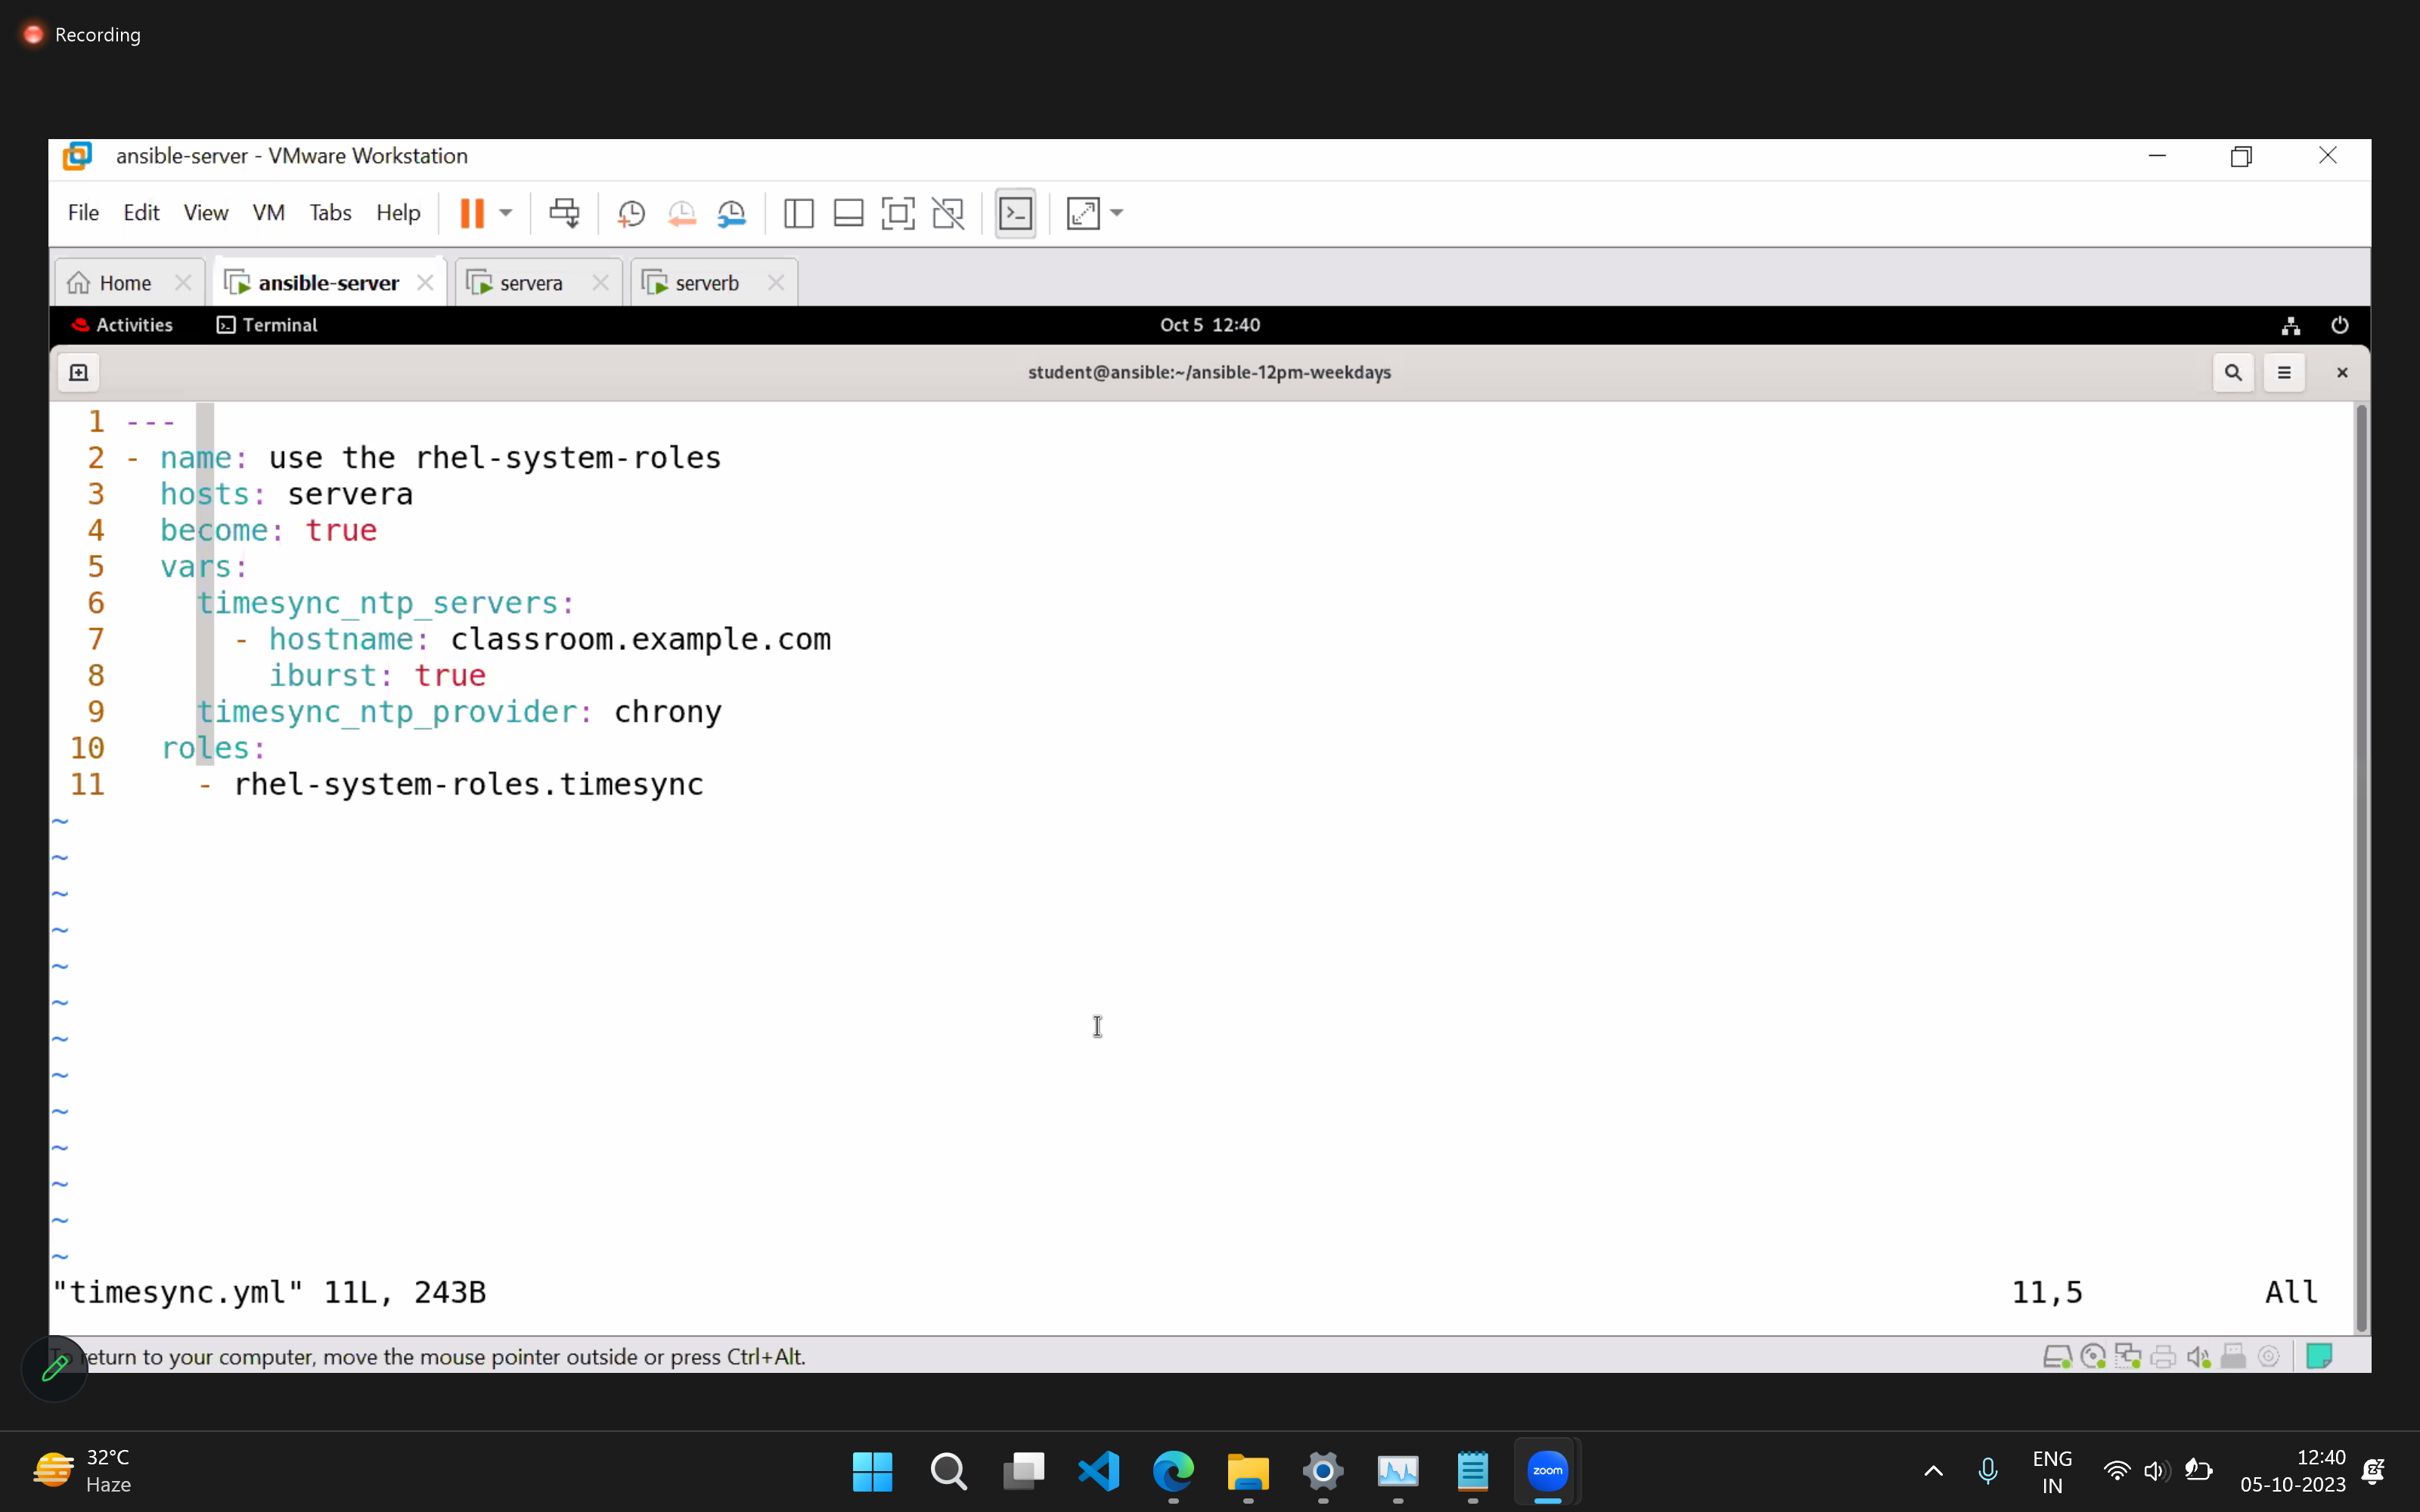 Recording
ansible-server - VMware Workstation
File Edit View VM Tabs Help
Home ansible-server servera serverb
Activities Terminal Oct 5 12:40
student@ansible:~/ansible-12pm-weekdays
1 ---
2 - name: use the rhel-system-roles
3   hosts: servera
4   become: true
5   vars:
6     timesync_ntp_servers:
7       - hostname: classroom.example.com
8         iburst: true
9     timesync_ntp_provider: chrony
10   roles:
11     - rhel-system-roles.timesync
~
~
~
~
~
~
~
~
~
~
~
~
~
"timesync.yml" 11L, 243B 11,5 All
To return to your computer, move the mouse pointer outside or press Ctrl+Alt.
32°C
Haze
zoom
ENG
IN
12:40
05-10-2023